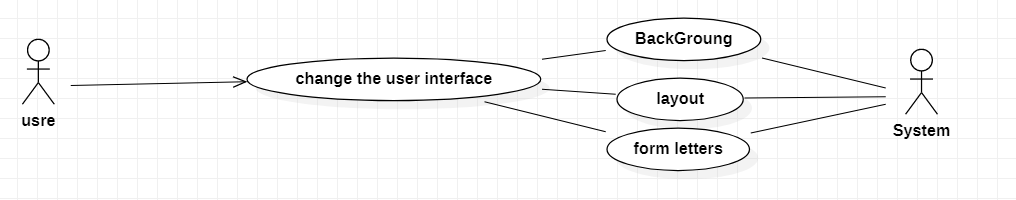 usre
change the user interface
BackGroung
layout
form letters
System